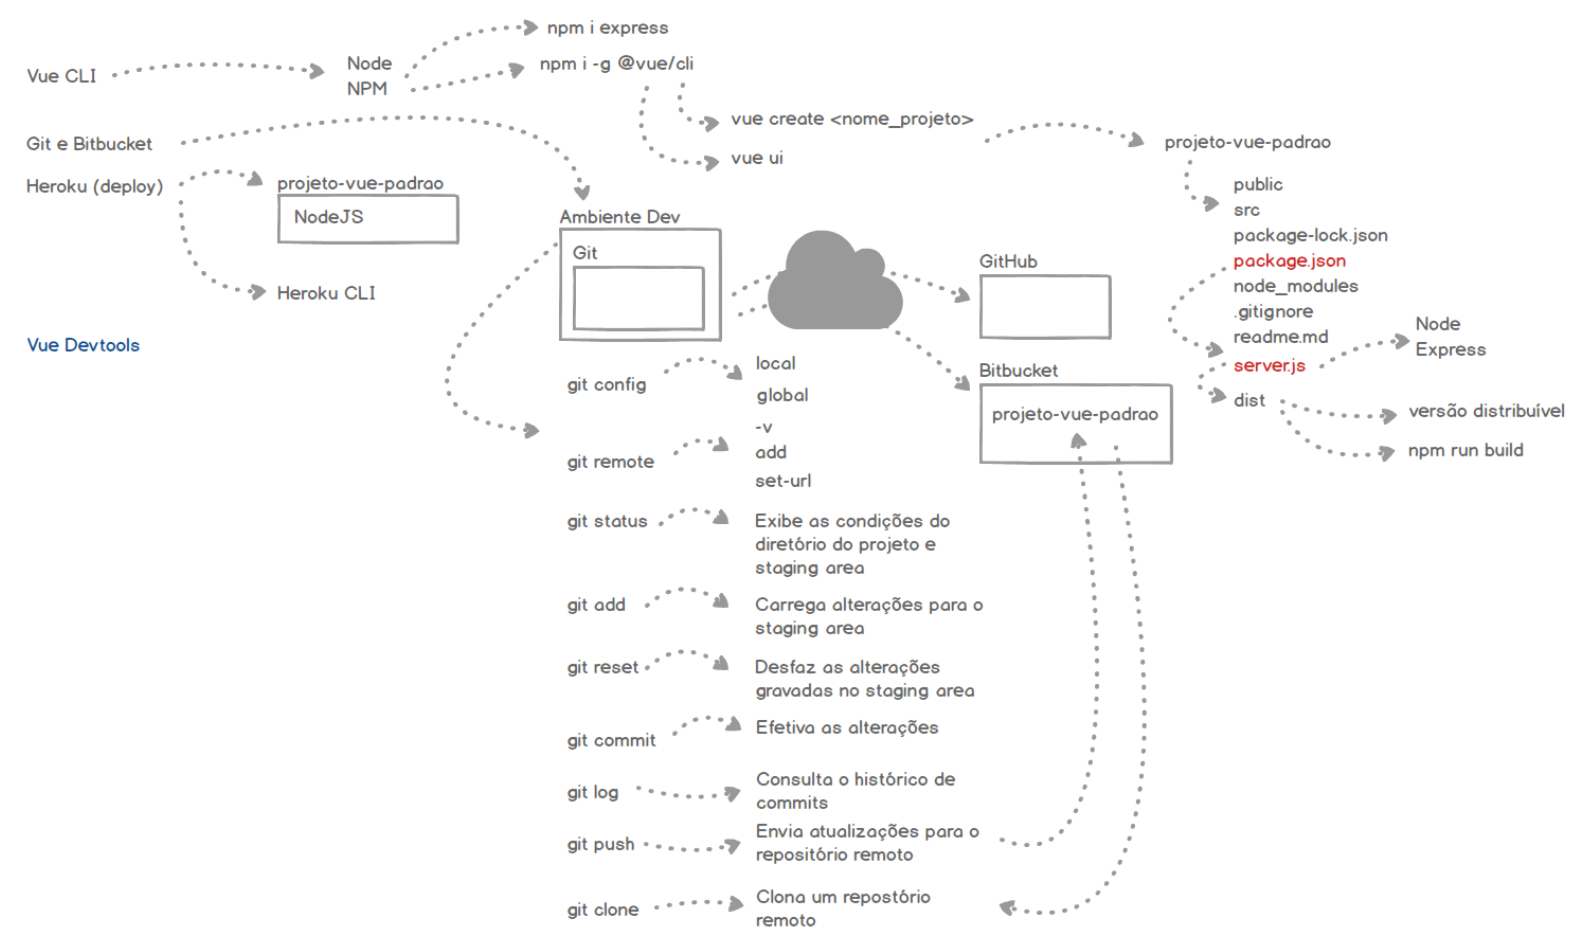 npm i express
Vue CLI
Node
NPM
npm i -g @vue/cli
vue create <nome_projeto>
vue ui
Git e Bitbucket
Heroku (deploy)
projeto-vue-padrao
NodeJS
Heroku CLI
Vue Devtools
Ambiente Dev
Git
GitHub
Bitbucket
projeto-vue-padrao
projeto-vue-padrao
public
src
package-lock.json
package.json
node_modules
.gitignore
readme.md
server.js
dist
Node
Express
versão distribuível
npm run build
git config
local
global
git remote
-v
add
set-url
git status
Exibe as condições do
diretório do projeto e
staging area
git add
Carrega alterações para o
staging area
git reset
Desfaz as alterações
gravadas no staging area
git commit
Efetiva as alterações
git log
Consulta o histórico de
commits
git push
Envia atualizações para o
repositório remoto
git clone
Clona um repostório
remoto